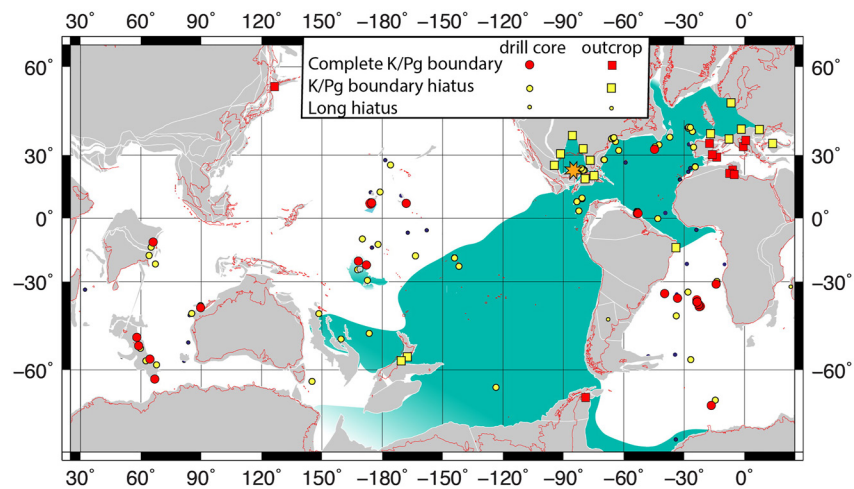 30° 60° 90° 120° 150° −180° −150° −120° −90° −60° −30° 0°
drill core outcrop
60° Complete K/Pg boundary 60°
K/Pg boundary hiatus
Long hiatus
30° 30°
0° 0°
−30° −30°
−60° −60°
30° 60° 90° 120° 150° −180° −150° −120° −90° −60° −30° 0°